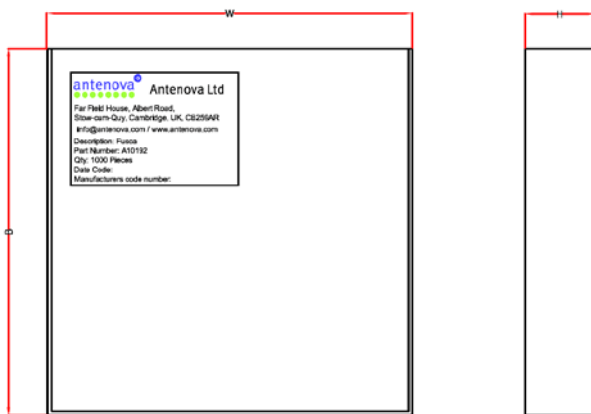 W
H
antenova®
Antenova Ltd
Far Field House, Albert Road,
Stow-cum-Quy, Cambridge, UK, CB259AR
info@antenova.com / www.antenova.com
Description: Fusca
Part Number: A10192
Qty: 1000 Pieces
Date Code:
Manufacturers code number:
D